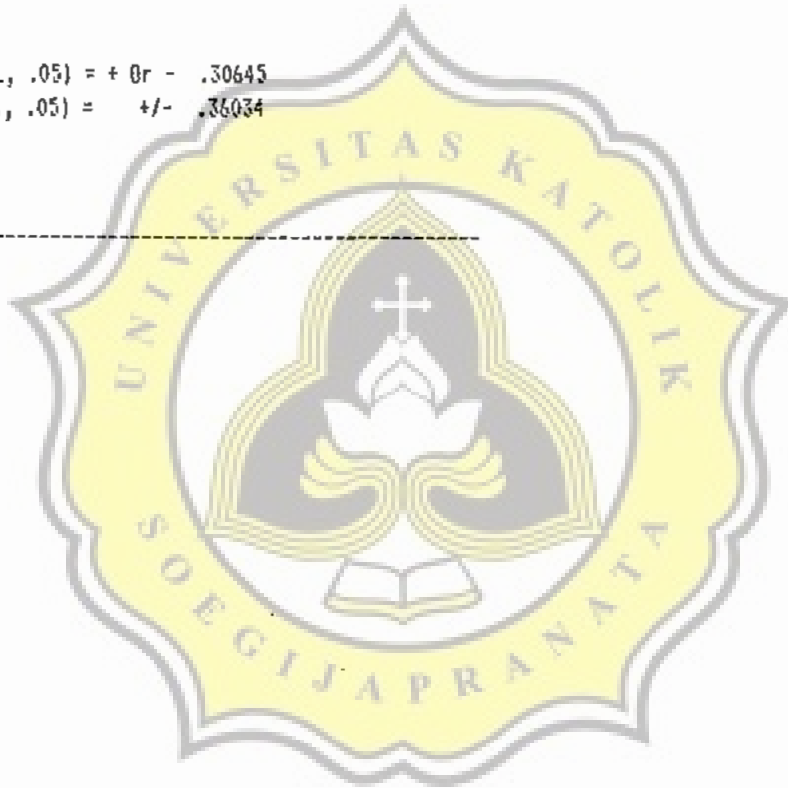 , .05) = + Or - .30645
, .05) = +/- .36034
UNIVERSITAS KATOLIK
SOEGIJAPRANATA